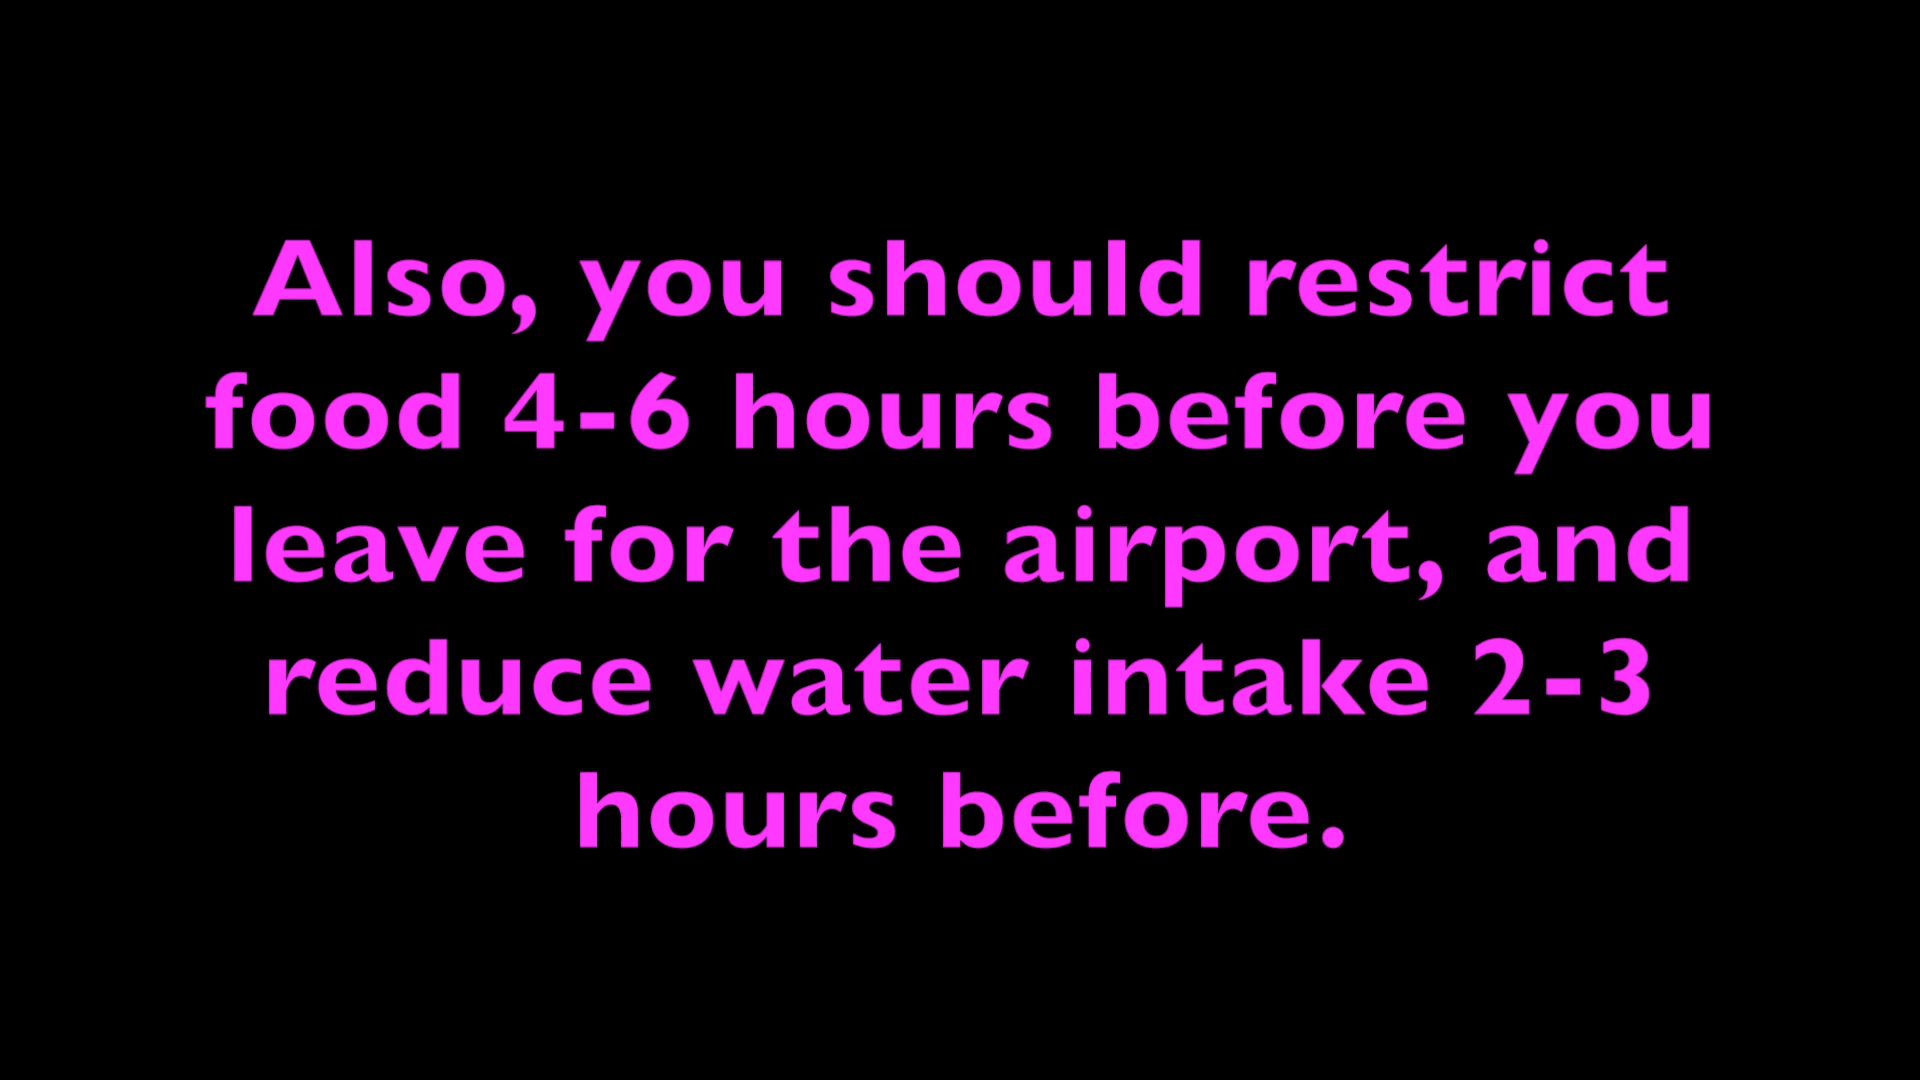 Also, you should restrict
food 4-6 hours before you
leave for the airport, and
reduce water intake 2-3
hours before.